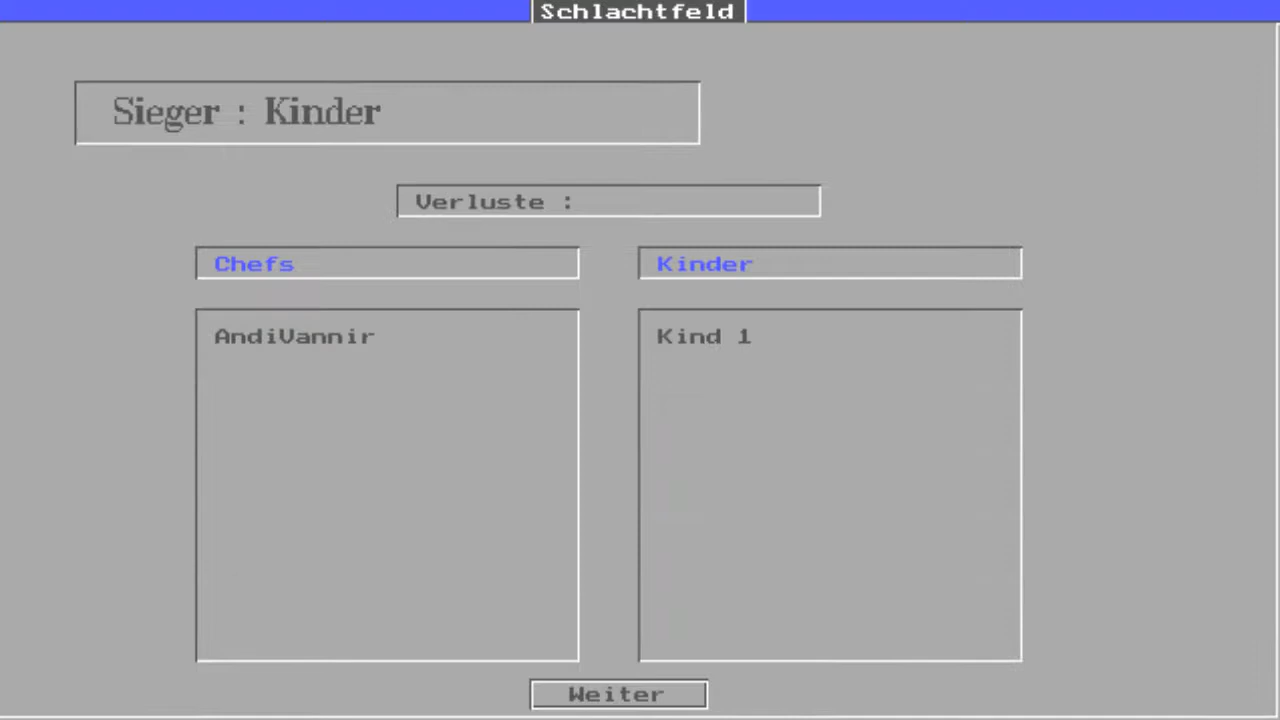 Schlachtfeld
Sieger : Kinder
Verluste :
Chefs
Kinder
AndiVannir
Kind 1
Weiter